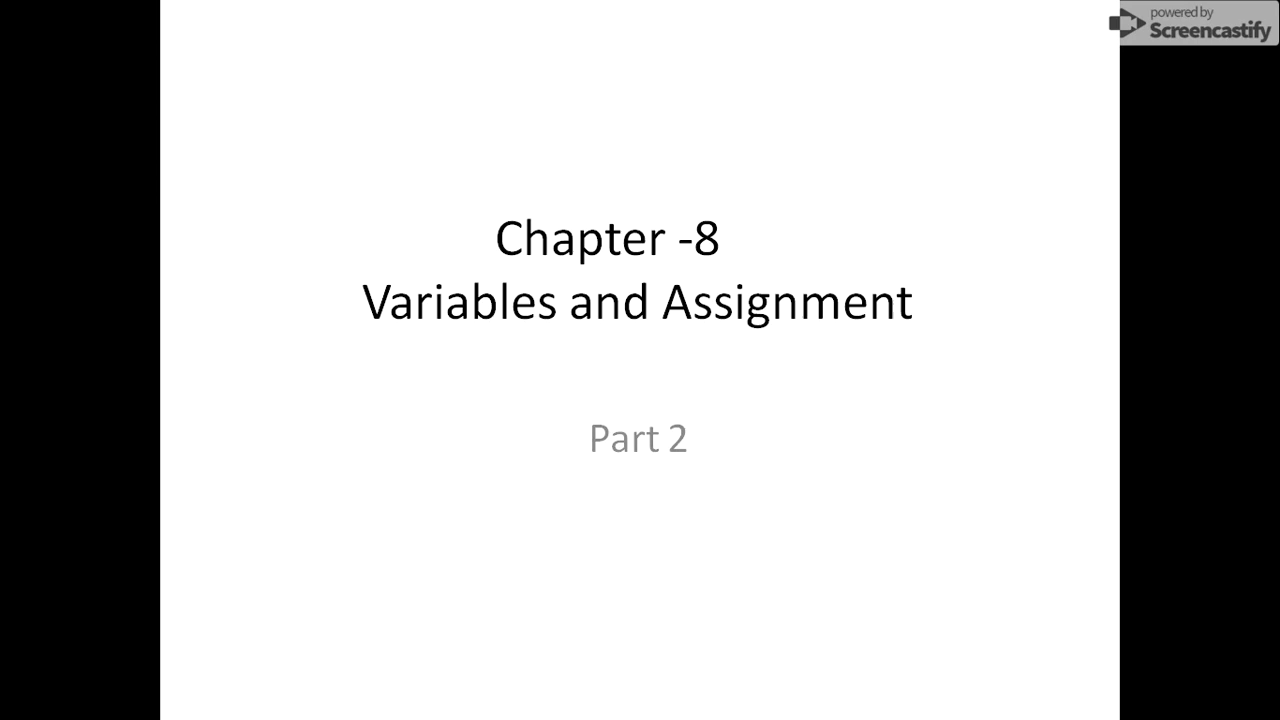 powered by
Screencastify
Chapter -8
Variables and Assignment
Part 2